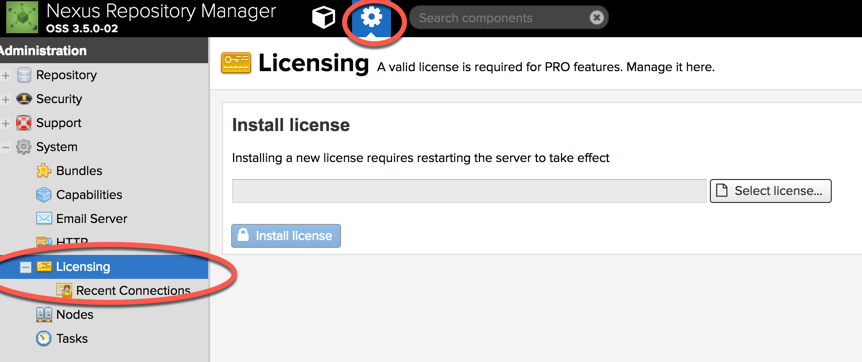 Nexus Repository Manager
OSS 3.5.0-02
Search components
Administration
Licensing A valid license is required for PRO features. Manage it here.
Repository
Security
Support
System
Bundles
Capabilities
Email Server
HTTP
Licensing
Recent Connections
Nodes
Tasks
Install license
Installing a new license requires restarting the server to take effect
Select license...
Install license